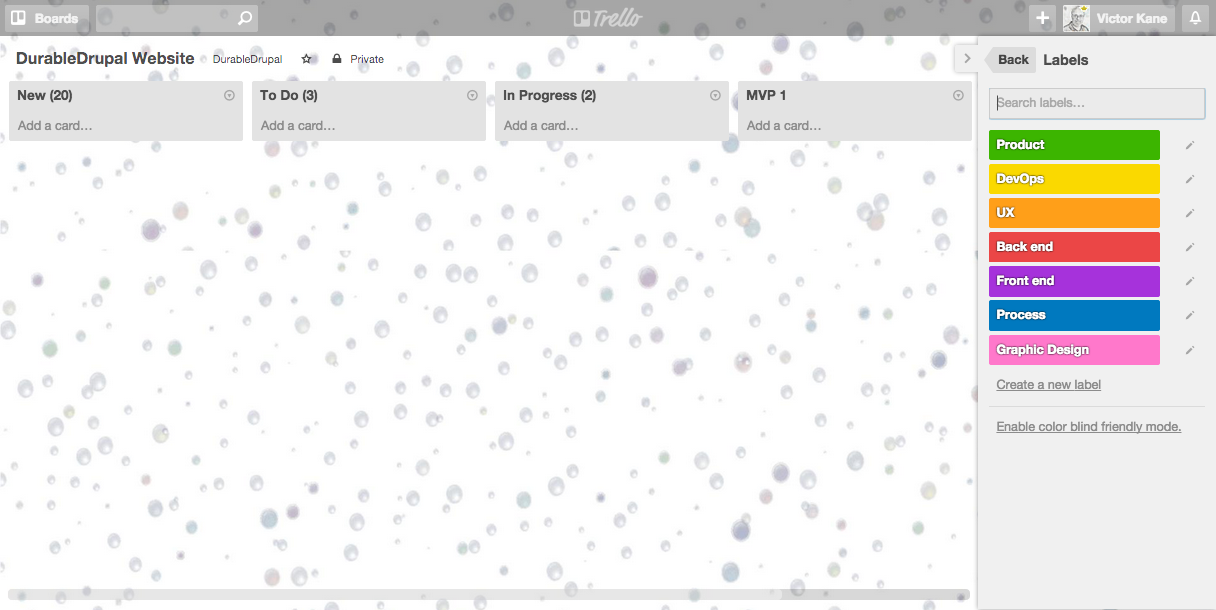 Boards
Trello
Victor Kane
DurableDrupal Website
DurableDrupal
Private
New (20)
Add a card…
To Do (3)
Add a card…
In Progress (2)
Add a card…
MVP 1
Add a card…
Back
Labels
Search labels…
Product
DevOps
UX
Back end
Front end
Process
Graphic Design
Create a new label
Enable color blind friendly mode.